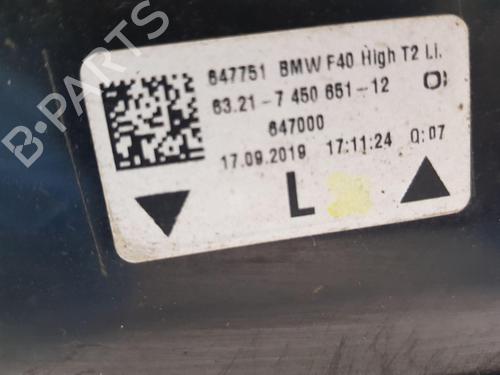 647751 BMW F40 High T2 Li.
63.21-7 450 651-12 O:
647000
17.09.2019 17:11:24 Q:07
L
B-PARTS
B-PARTS